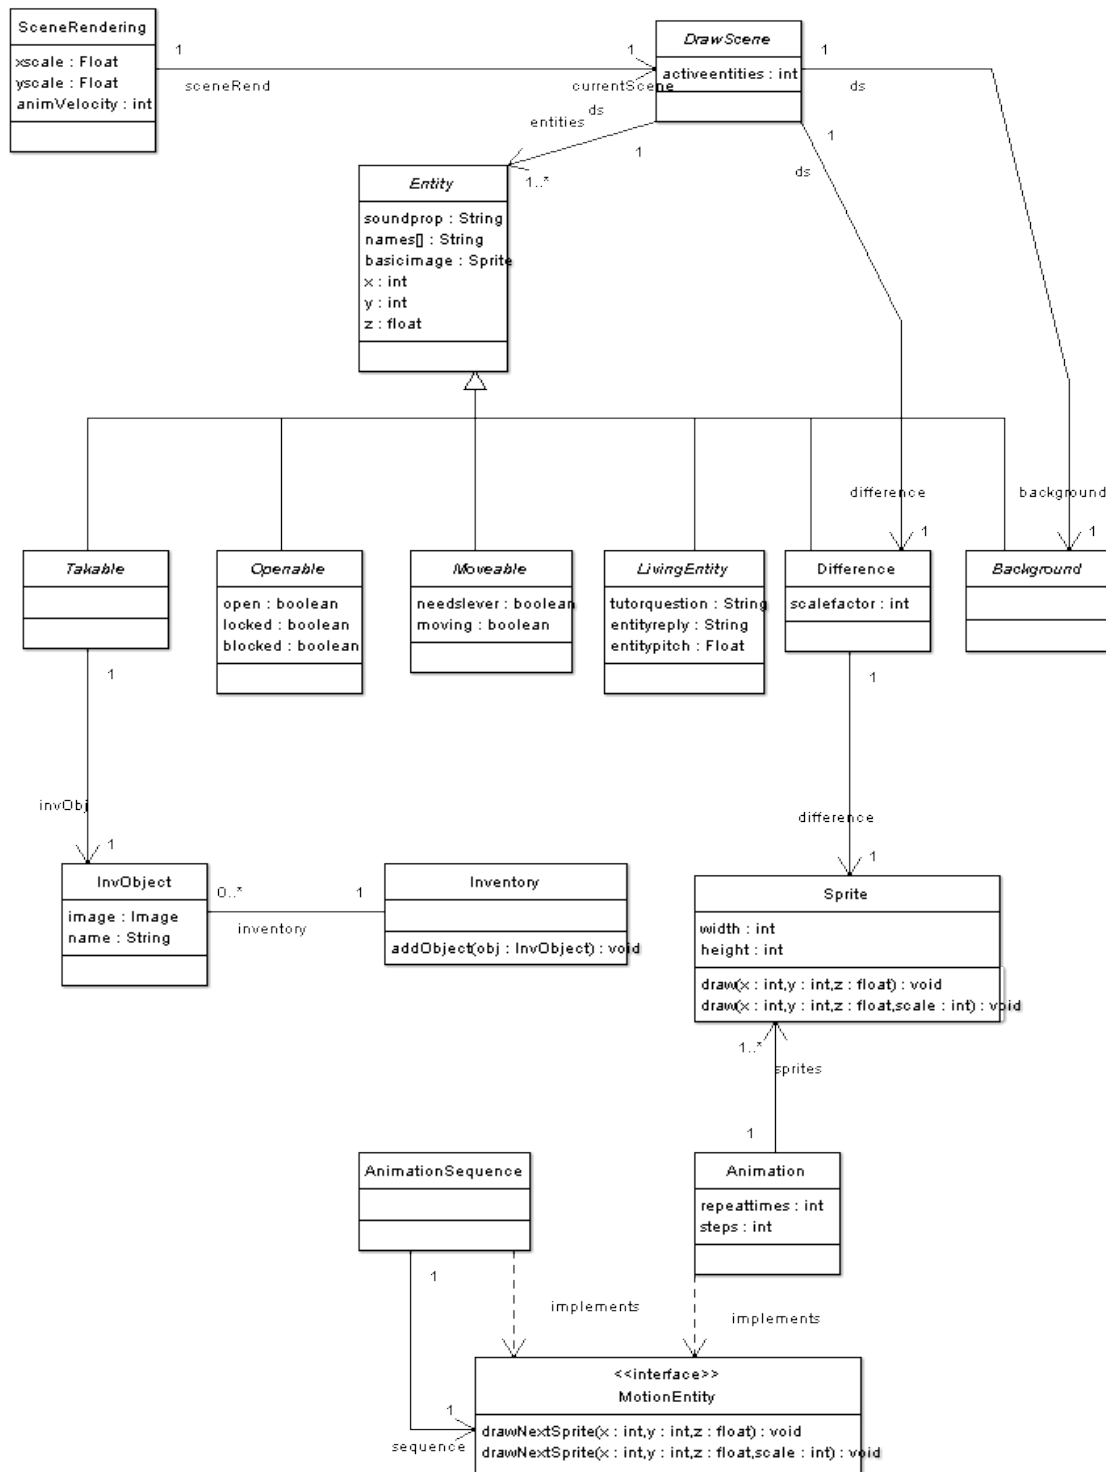 SceneRendering
xscale : Float
yscale : Float
animVelocity : int
1
sceneRend
1
currentScene
DrawScene
activeentities : int
1
ds
ds
entities
1
1..*
1
ds
Entity
soundprop : String
names[] : String
basicimage : Sprite
x : int
y : int
z : float
difference
1
background
1
Takable
Openable
open : boolean
locked : boolean
blocked : boolean
Moveable
needslever : boolean
moving : boolean
LivingEntity
tutorquestion : String
entityreply : String
entitypitch : Float
Difference
scalefactor : int
Background
1
1
invObj
1
difference
1
InvObject
image : Image
name : String
0..*
inventory
1
Inventory
addObject(obj : InvObject) : void
Sprite
width : int
height : int
draw(x : int,y : int,z : float) : void
draw(x : int,y : int,z : float,scale : int) : void
1..*
sprites
1
AnimationSequence
Animation
repeattimes : int
steps : int
1
implements
implements
1
sequence
<<interface>>
MotionEntity
drawNextSprite(x : int,y : int,z : float) : void
drawNextSprite(x : int,y : int,z : float,scale : int) : void